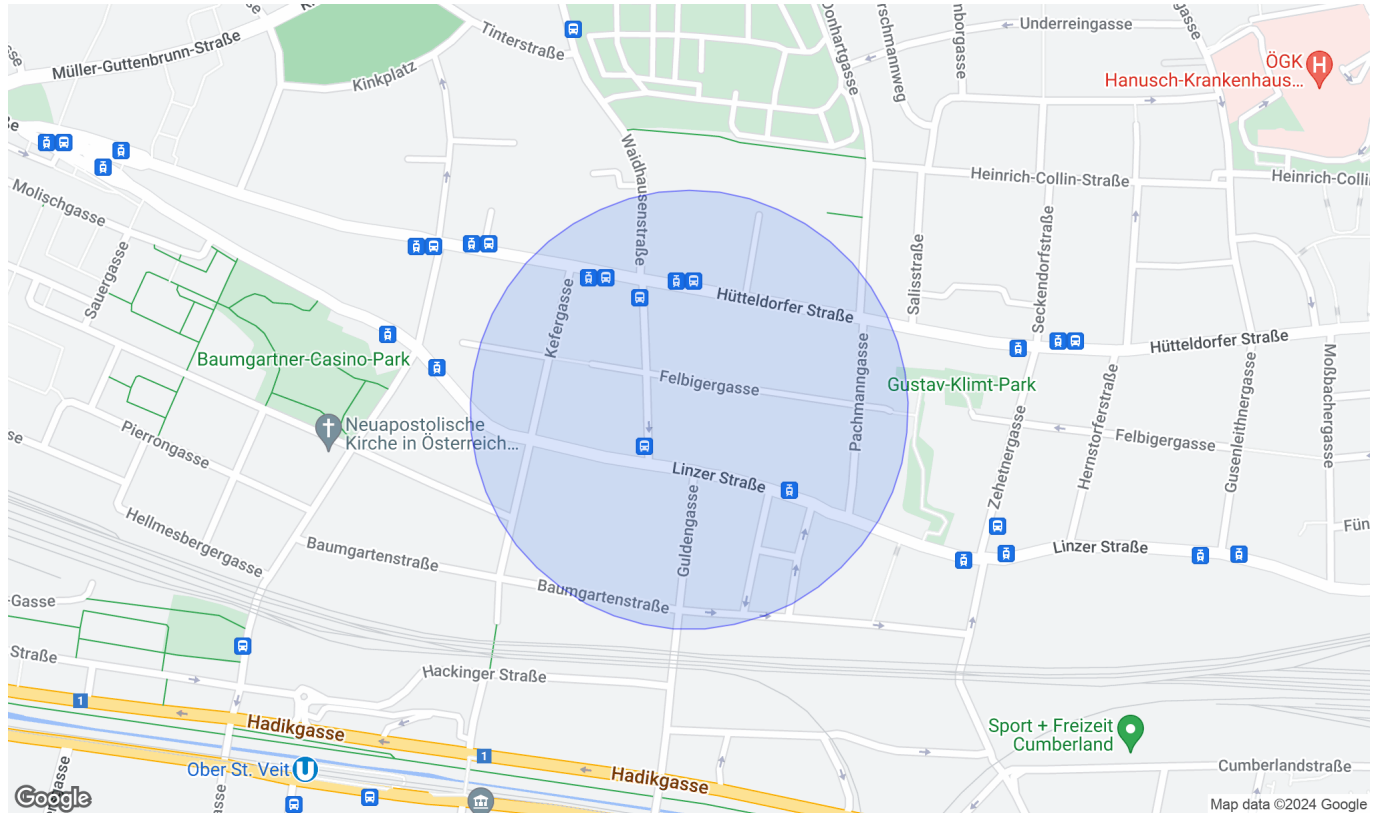 Underreingasse
Tinterstraße
Müller-Guttenbrunn-Straße
Kinkplatz
ÖGK
Hanusch-Krankenhaus...
H
Waidhausenstraße
Heinrich-Collin-Straße
Molischgasse
Sauergasse
Salisstraße
Seckendorfstraße
Kefergasse
Hütteldorfer Straße
Hütteldorfer Straße
Baumgartner-Casino-Park
Felbigergasse
Gustav-Klimt-Park
Pachmanngasse
Moßbachergasse
Gusenleithnergasse
Hernstorferstraße
Neuapostolische
Kirche in Österreich...
Pierrongasse
Felbigergasse
Zehetnergasse
Linzer Straße
Hellmesbergergasse
Guldengasse
Fün
Baumgartenstraße
Linzer Straße
Baumgartenstraße
-Gasse
Straße
Hackinger Straße
1
Hadikgasse
Sport + Freizeit
Cumberland
1
Ober St. Veit
U
Hadikgasse
Cumberlandstraße
Google
Map data ©2024 Google